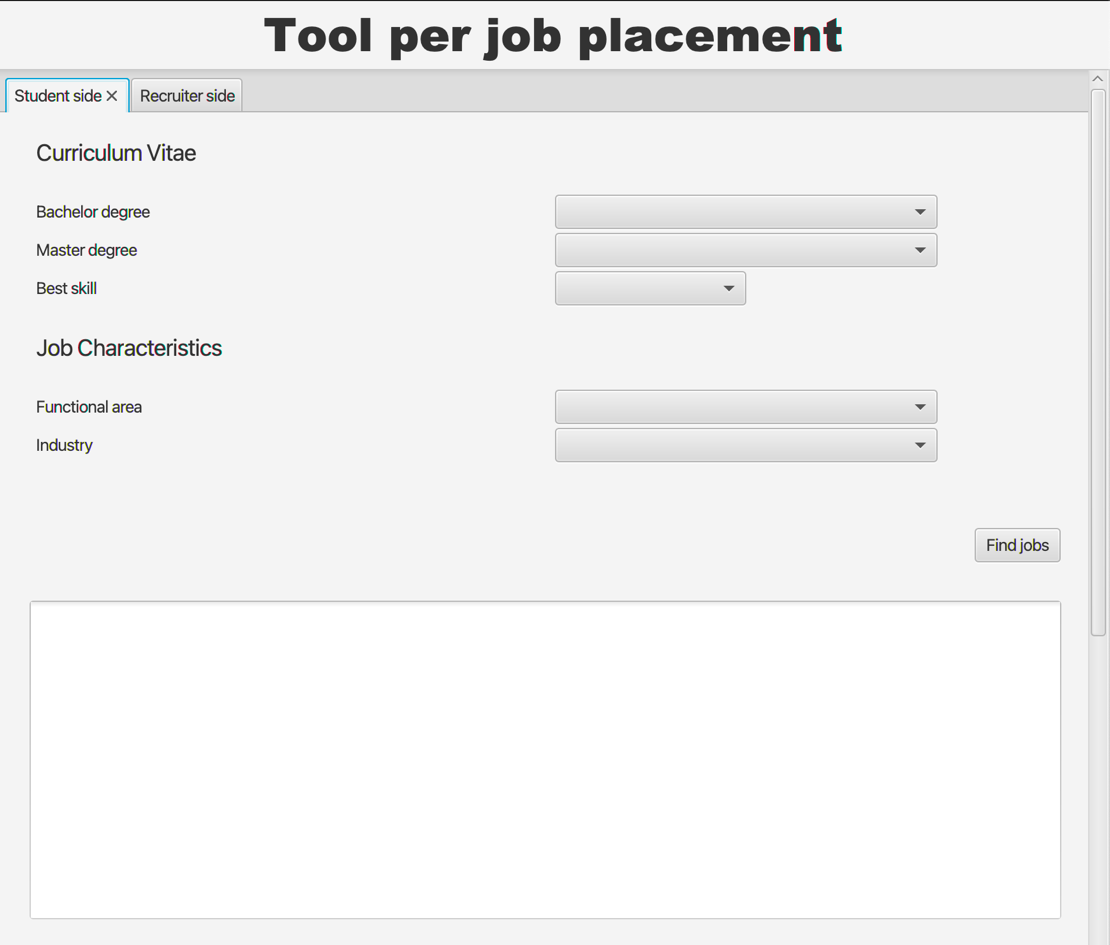 Tool per job placement
Student side
Recruiter side
Curriculum Vitae
Bachelor degree
Master degree
Best skill
Job Characteristics
Functional area
Industry
Find jobs